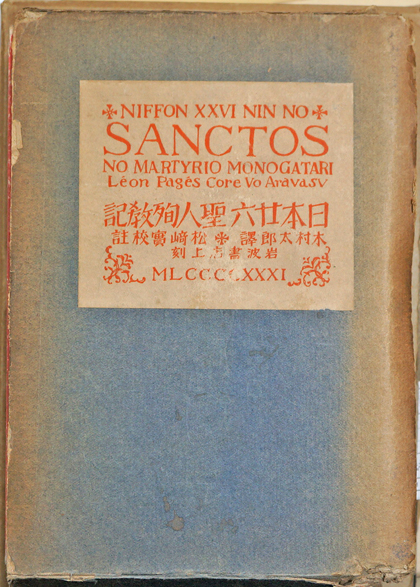 ✠NIFFON XXVI NIN NO✠
SANCTOS
NO MARTYRIO MONOGATARI
Léon Pagès Core Vo Aravasu
日本廿六聖人殉敎記
木村太郎譯 ✠ 松崎實校註
岩波書店上刻
MLCCCCXXXI